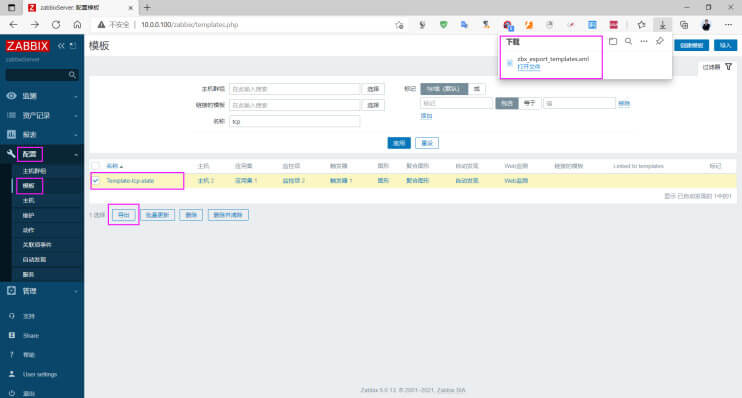 zabbixServer: 配置模板
不安全 | 10.0.0.100/zabbix/templates.php
ZABBIX
zabbixServer
模板
创建模板 导入
下载
zbx_export_templates.xml
打开文件
过滤器
监测
资产记录
报表
配置
主机群组
模板
主机
维护
动作
关联项事件
自动发现
服务
管理
支持
Share
帮助
User settings
退出
主机群组 在此输入搜索 选择
链接的模板 在此输入搜索 选择
名称 tcp
标记 与/或 (默认) 或
标记 包含 等于 值 移除
添加
应用 重设
名称 主机 应用集 监控项 触发器 图形 聚合图形 自动发现 Web监测 链接的模板 Linked to templates 标记
Template-tcp-state 主机 2 应用集 1 监控项 2 触发器 1 图形 聚合图形 自动发现 Web监测
显示 已自动发现的 1中的1
1 选择 导出 批量更新 删除 删除并清除
Zabbix 5.0.13. © 2001–2021, Zabbix SIA